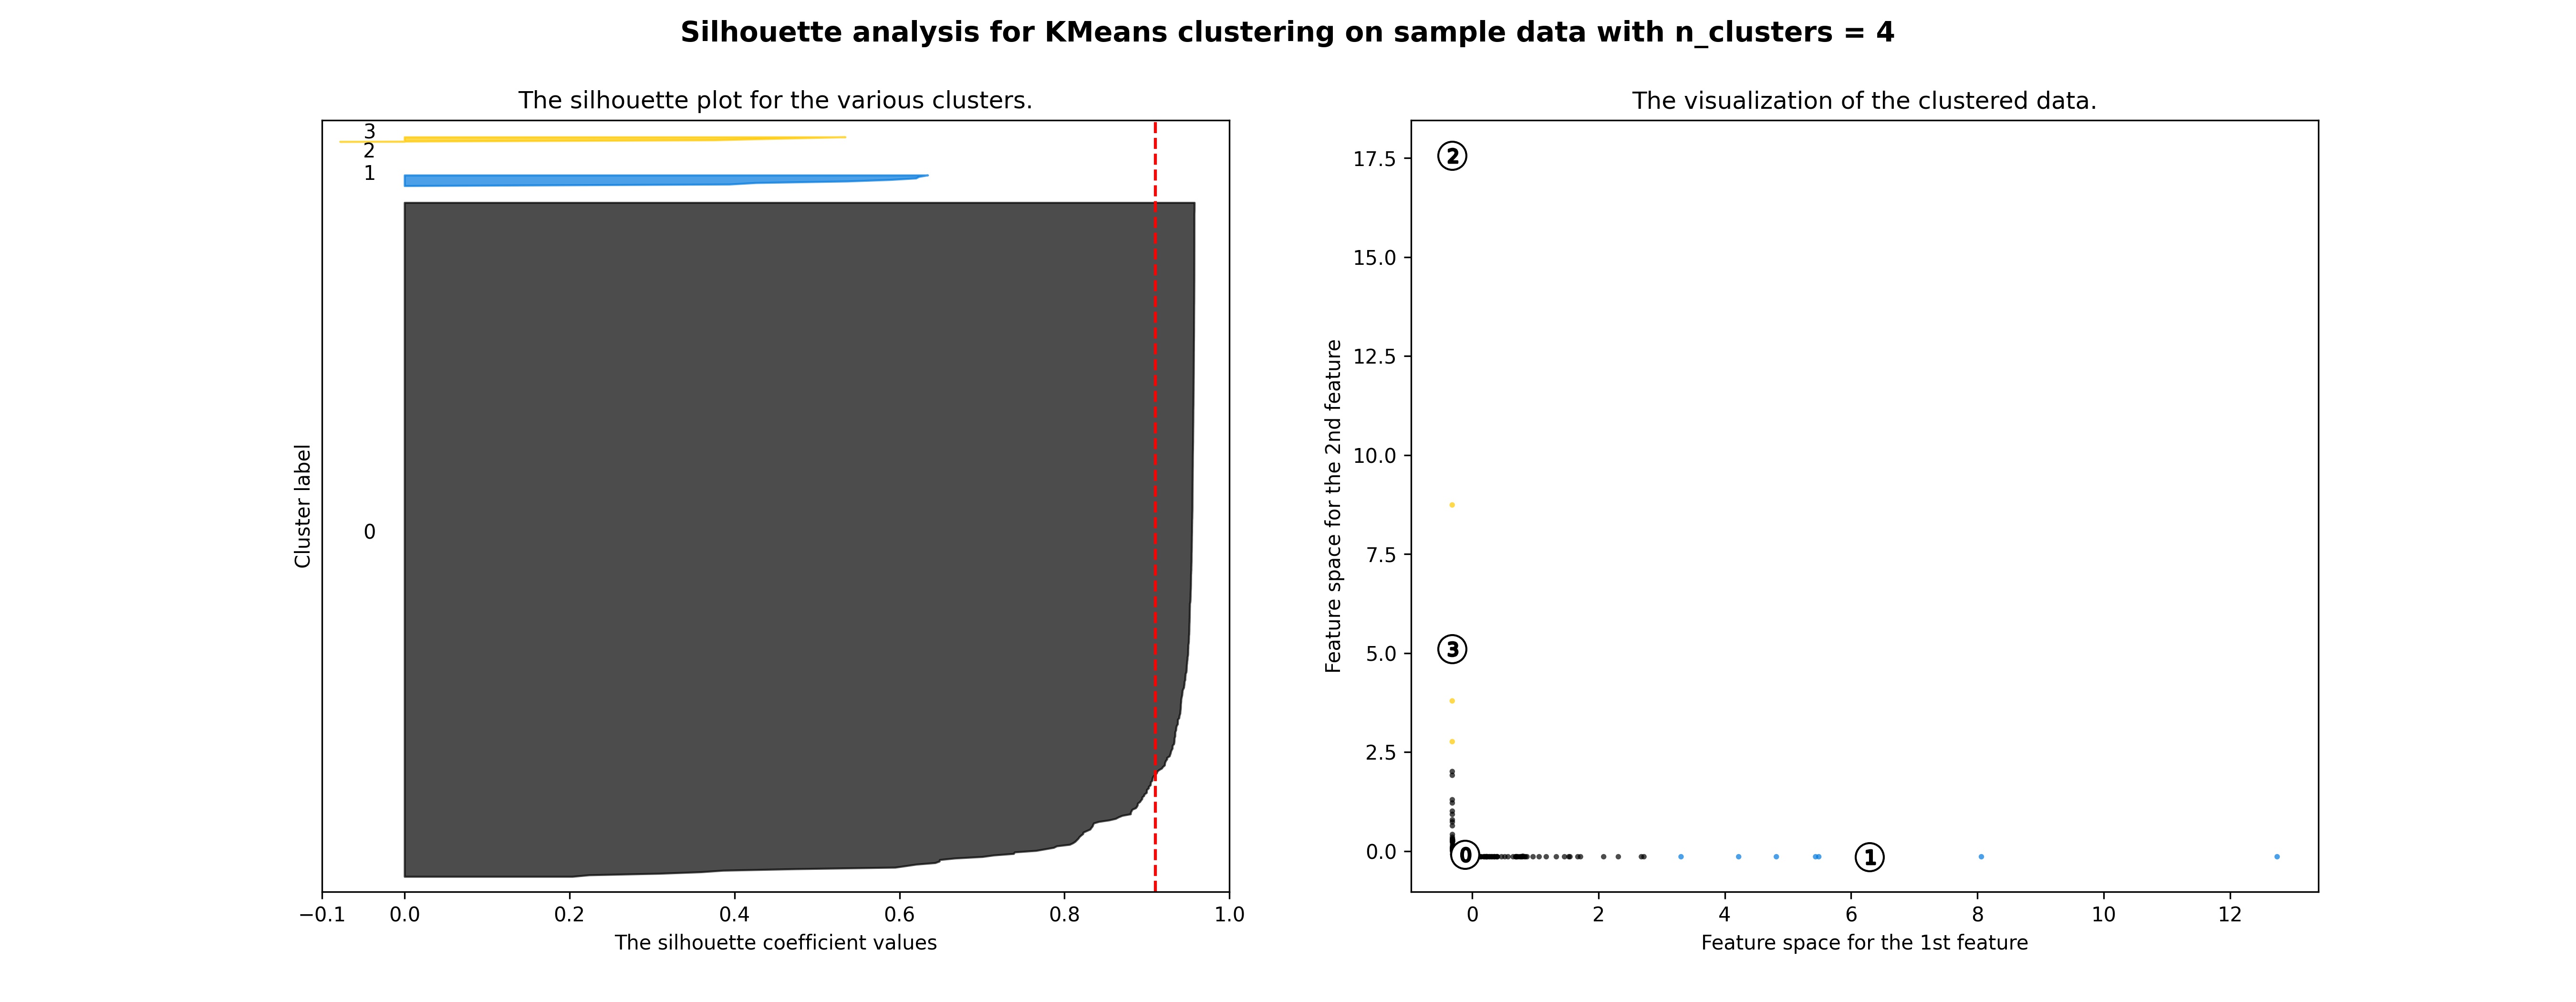 Silhouette analysis for KMeans clustering on sample data with n_clusters = 4
The silhouette plot for the various clusters.
3
2
1
0
Cluster label
−0.1 0.0 0.2 0.4 0.6 0.8 1.0
The silhouette coefficient values
The visualization of the clustered data.
17.5
15.0
12.5
10.0
7.5
5.0
2.5
0.0
Feature space for the 2nd feature
2
3
0
1
0 2 4 6 8 10 12
Feature space for the 1st feature